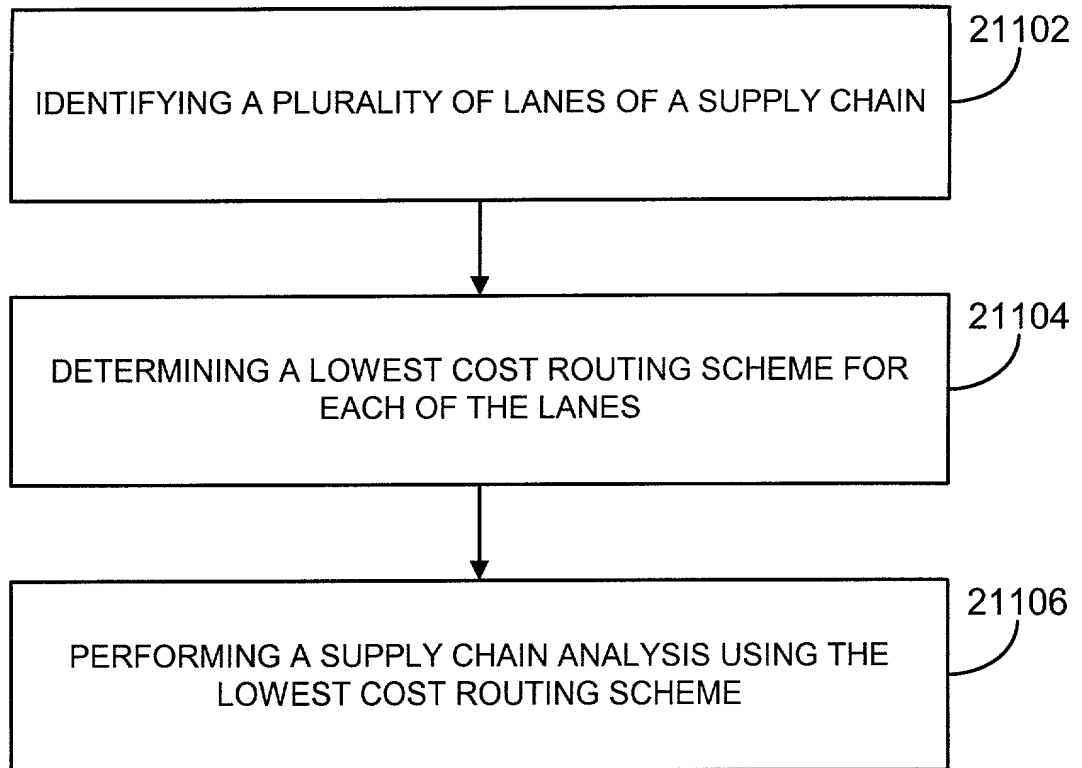 21102
IDENTIFYING A PLURALITY OF LANES OF A SUPPLY CHAIN
21104
DETERMINING A LOWEST COST ROUTING SCHEME FOR
EACH OF THE LANES
21106
PERFORMING A SUPPLY CHAIN ANALYSIS USING THE
LOWEST COST ROUTING SCHEME